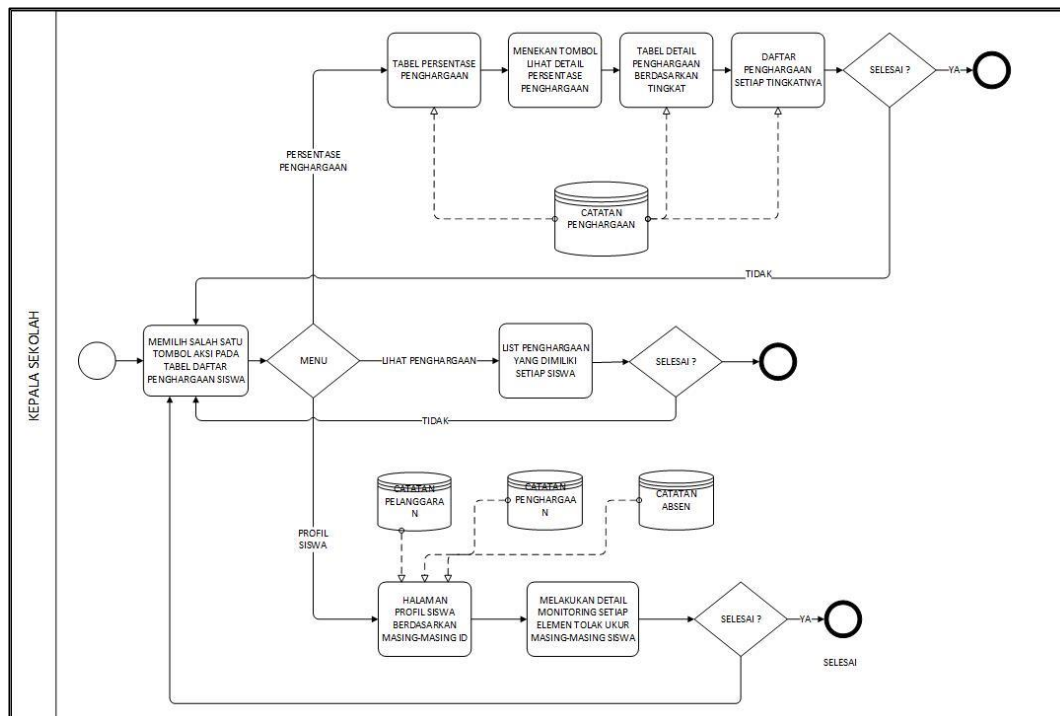 KEPALA SEKOLAH
TABEL PERSENTASE
PENGHARGAAN
MENEKAN TOMBOL
LIHAT DETAIL
PERSENTASE
PENGHARGAAN
TABEL DETAIL
PENGHARGAAN
BERDASARKAN
TINGKAT
DAFTAR
PENGHARGAAN
SETIAP TINGKATNYA
SELESAI ?
YA
PERSENTASE
PENGHARGAAN
CATATAN
PENGHARGAAN
TIDAK
MEMILIH SALAH SATU
TOMBOL AKSI PADA
TABEL DAFTAR
PENGHARGAAN SISWA
MENU
LIHAT PENGHARGAAN
LIST PENGHARGAAN
YANG DIMILIKI
SETIAP SISWA
SELESAI ?
TIDAK
CATATAN
PELANGGARA
N
CATATAN
PENGHARGAA
N
CATATAN
ABSEN
PROFIL
SISWA
HALAMAN
PROFIL SISWA
BERDASARKAN
MASING-MASING ID
MELAKUKAN DETAIL
MONITORING SETIAP
ELEMEN TOLAK UKUR
MASING-MASING SISWA
SELESAI ?
YA
SELESAI